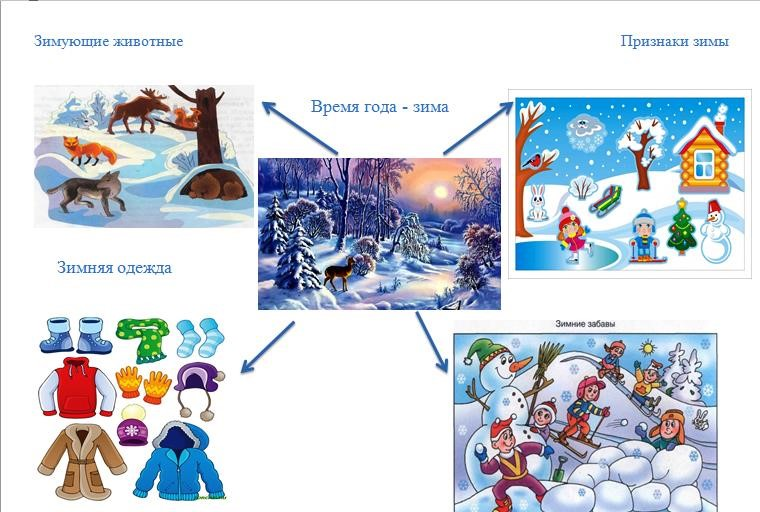 Зимующие животные
Признаки зимы
Время года - зима
Зимняя одежда
Зимние забавы